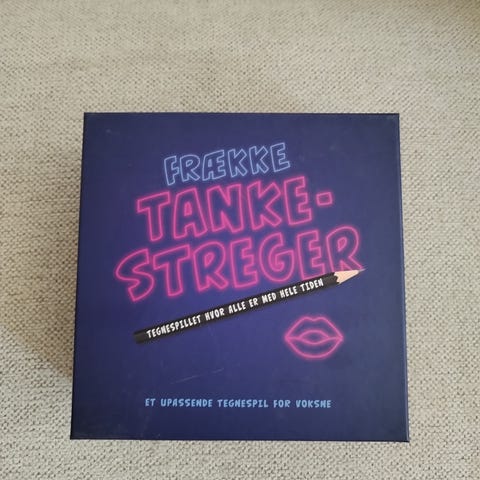 FRÆKKE
TANKE-
STREGER
TEGNESPILLET HVOR ALLE ER MED HELE TIDEN
ET UPASSENDE TEGNESPIL FOR VOKSNE